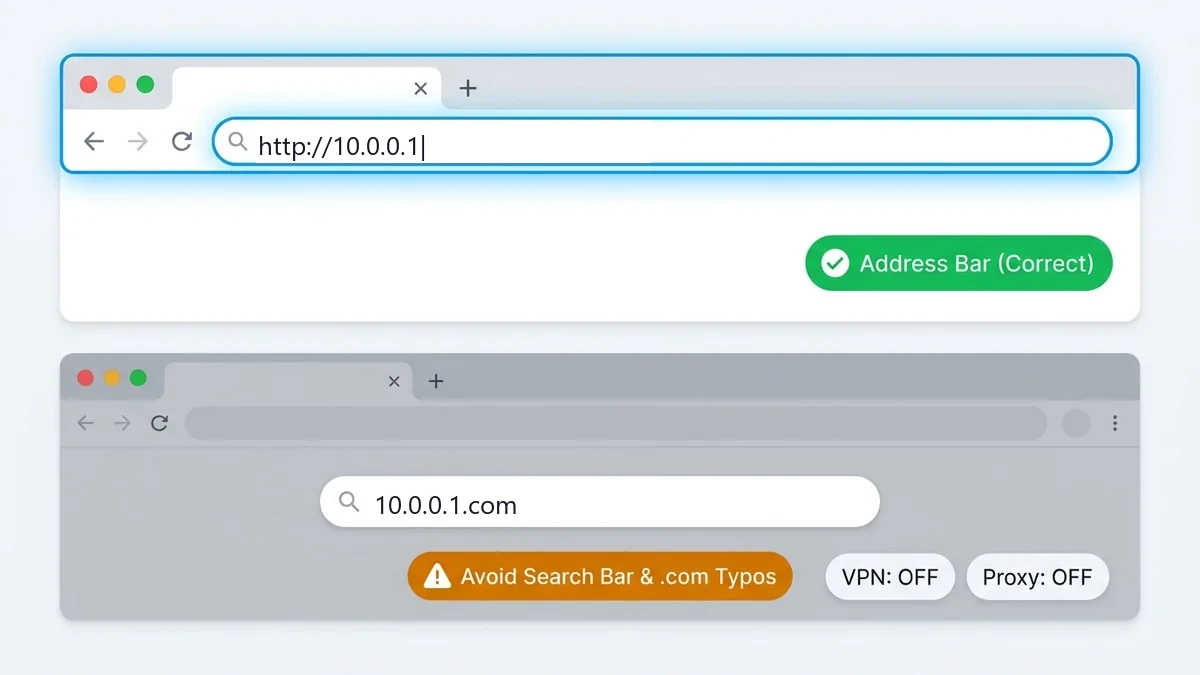 http://10.0.0.1
Address Bar (Correct)
10.0.0.1.com
Avoid Search Bar & .com Typos
VPN: OFF
Proxy: OFF